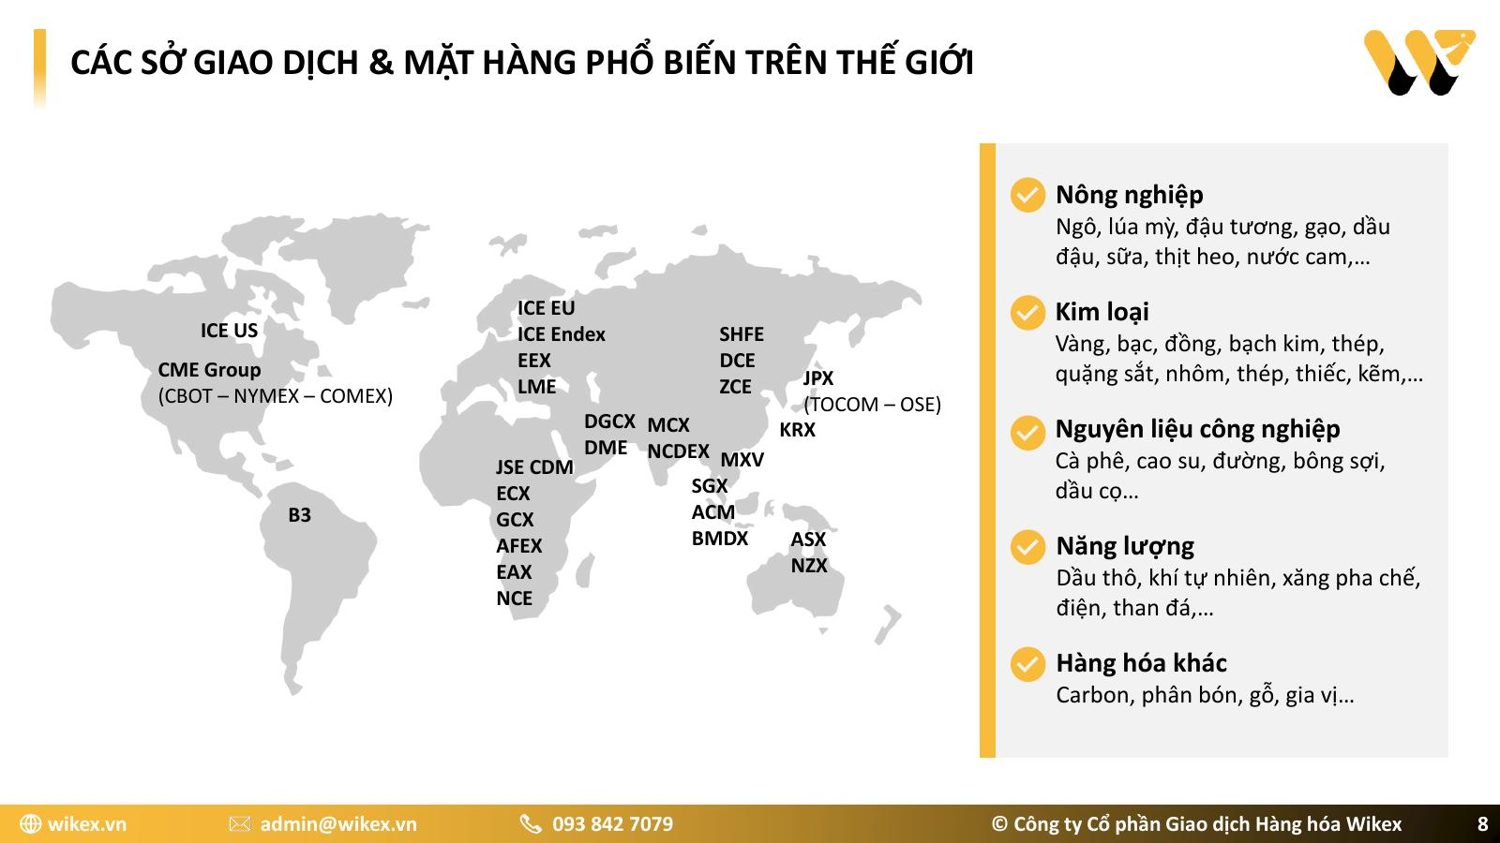 CÁC SỞ GIAO DỊCH & MẶT HÀNG PHỔ BIẾN TRÊN THẾ GIỚI
ICE US
CME Group
(CBOT – NYMEX – COMEX)
B3
ICE EU
ICE Endex
EEX
LME
DGCX
DME
MCX
NCDEX
JSE CDM
ECX
GCX
AFEX
EAX
NCE
SHFE
DCE
ZCE
JPX
(TOCOM – OSE)
KRX
MXV
SGX
ACM
BMDX
ASX
NZX
Nông nghiệp
Ngô, lúa mỳ, đậu tương, gạo, dầu
đậu, sữa, thịt heo, nước cam,...
Kim loại
Vàng, bạc, đồng, bạch kim, thép,
quặng sắt, nhôm, thép, thiếc, kẽm,...
Nguyên liệu công nghiệp
Cà phê, cao su, đường, bông sợi,
dầu cọ...
Năng lượng
Dầu thô, khí tự nhiên, xăng pha chế,
điện, than đá,...
Hàng hóa khác
Carbon, phân bón, gỗ, gia vị...
wikex.vn
admin@wikex.vn
093 842 7079
© Công ty Cổ phần Giao dịch Hàng hóa Wikex
8